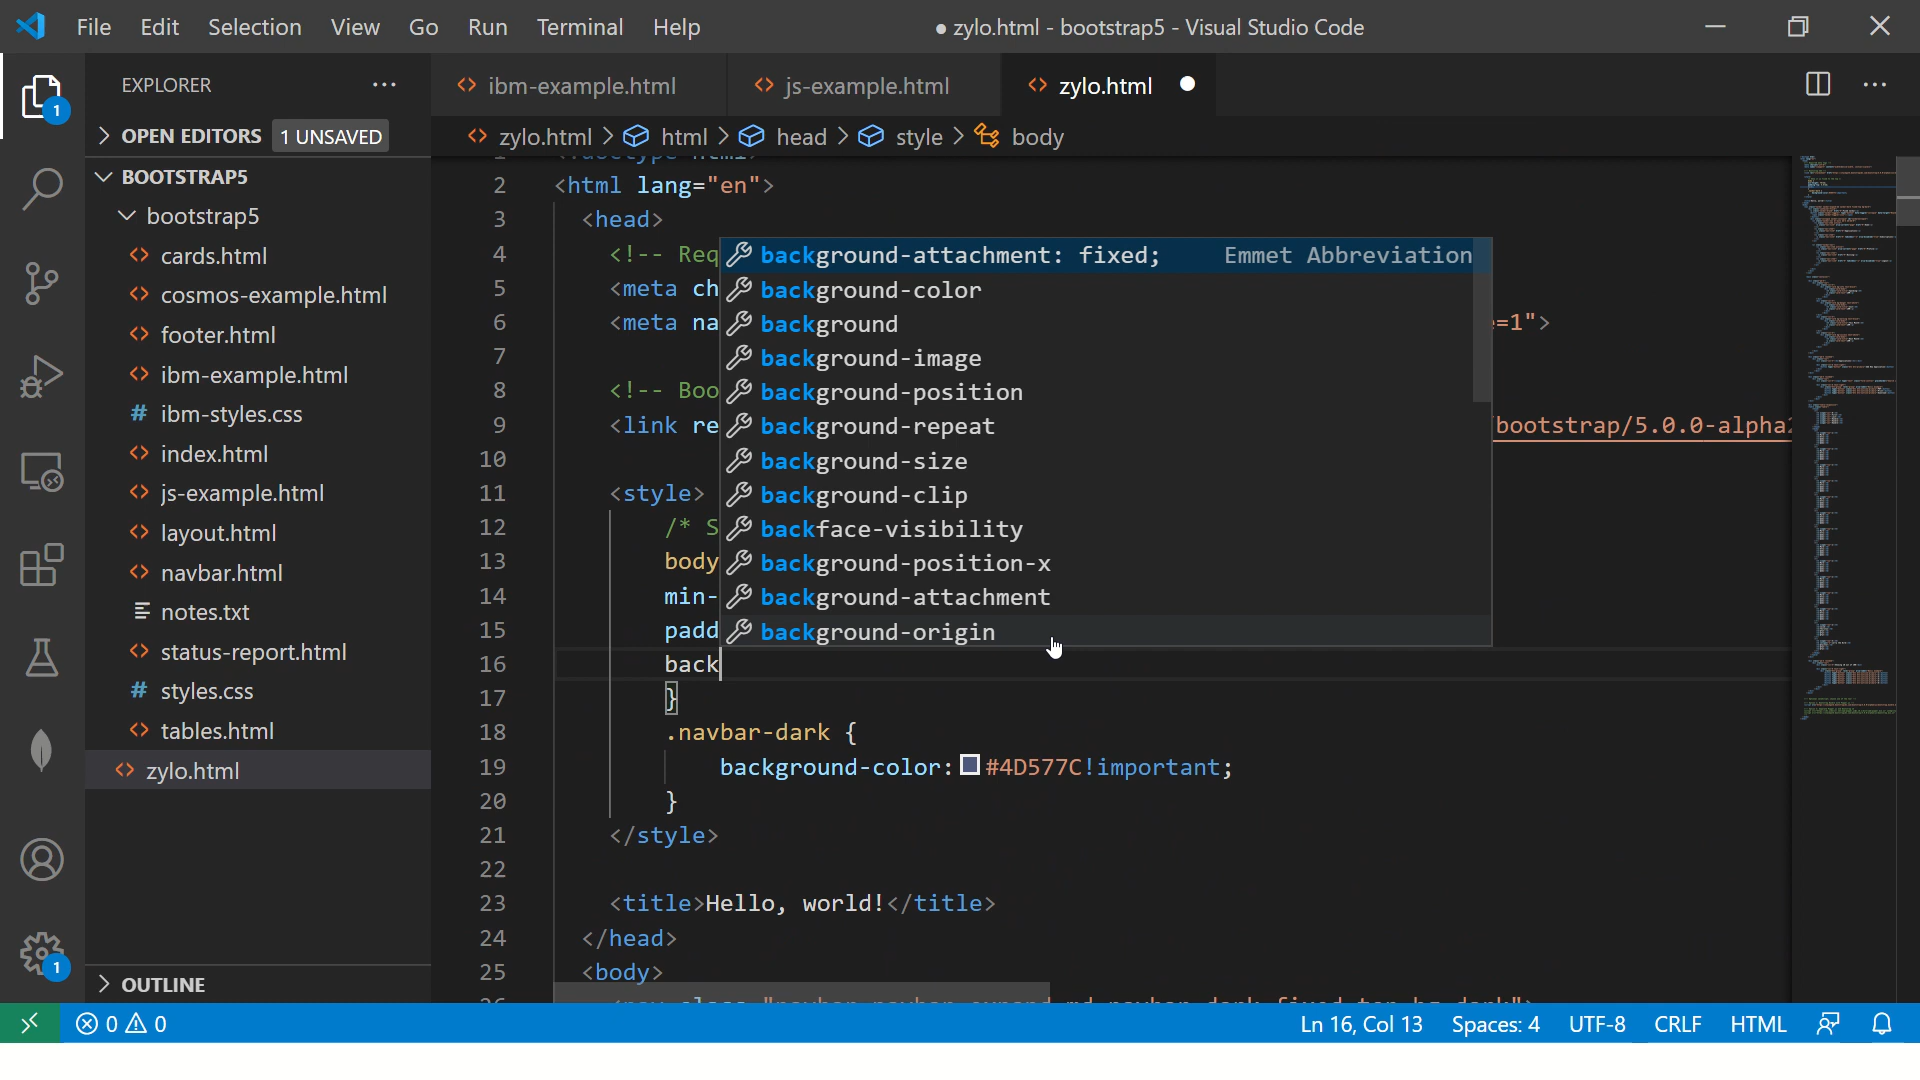 File Edit Selection View Go Run Terminal Help
● zylo.html - bootstrap5 - Visual Studio Code
EXPLORER
ibm-example.html
js-example.html
zylo.html
OPEN EDITORS 1 UNSAVED
zylo.html > html > head > style > body
BOOTSTRAP5
bootstrap5
cards.html
cosmos-example.html
footer.html
ibm-example.html
# ibm-styles.css
index.html
js-example.html
layout.html
navbar.html
notes.txt
status-report.html
# styles.css
tables.html
zylo.html
OUTLINE
2 <html lang="en">
3 <head>
4 <!-- Req
5 <meta ch
6 <meta na =1">
7
8 <!-- Boo
9 <link re /bootstrap/5.0.0-alpha2
10
11 <style>
12 /* S
13 body
14 min-
15 padd
16 back
17 }
18 .navbar-dark {
19 background-color: #4D577C!important;
20 }
21 </style>
22
23 <title>Hello, world!</title>
24 </head>
25 <body>
background-attachment: fixed; Emmet Abbreviation
background-color
background
background-image
background-position
background-repeat
background-size
background-clip
backface-visibility
background-position-x
background-attachment
background-origin
1
1
0 0
Ln 16, Col 13 Spaces: 4 UTF-8 CRLF HTML